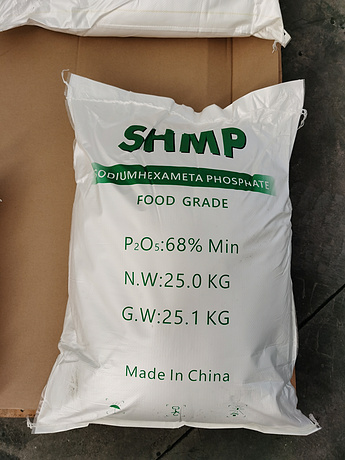 SHMP
SODIUMHEXAMETA PHOSPHATE
FOOD GRADE
P₂O₅:68% Min
N.W:25.0 KG
G.W:25.1 KG
Made In China